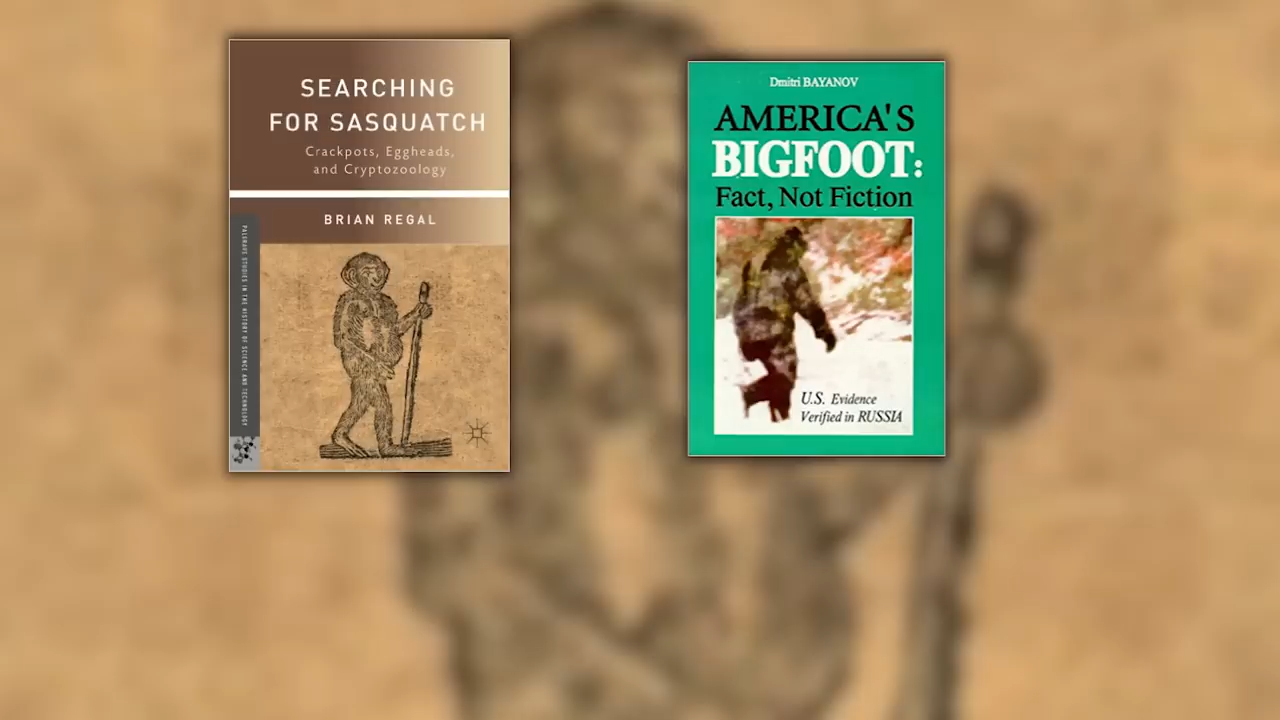 SEARCHING
FOR SASQUATCH
Crackpots, Eggheads,
and Cryptozoology
BRIAN REGAL
PALGRAVE STUDIES IN THE HISTORY OF SCIENCE AND TECHNOLOGY
Dmitri BAYANOV
AMERICA'S
BIGFOOT:
Fact, Not Fiction
U.S. Evidence
Verified in RUSSIA